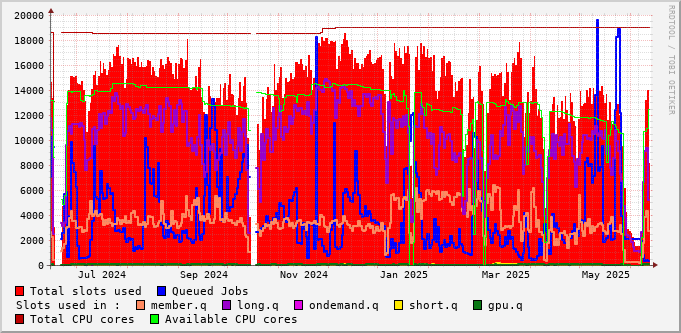 20000
18000
16000
14000
12000
10000
8000
6000
4000
2000
0
Jul 2024 Sep 2024 Nov 2024 Jan 2025 Mar 2025 May 2025
RRDTOOL / TOBI OETIKER
Total slots used Queued Jobs
Slots used in : member.q long.q ondemand.q short.q gpu.q
Total CPU cores Available CPU cores